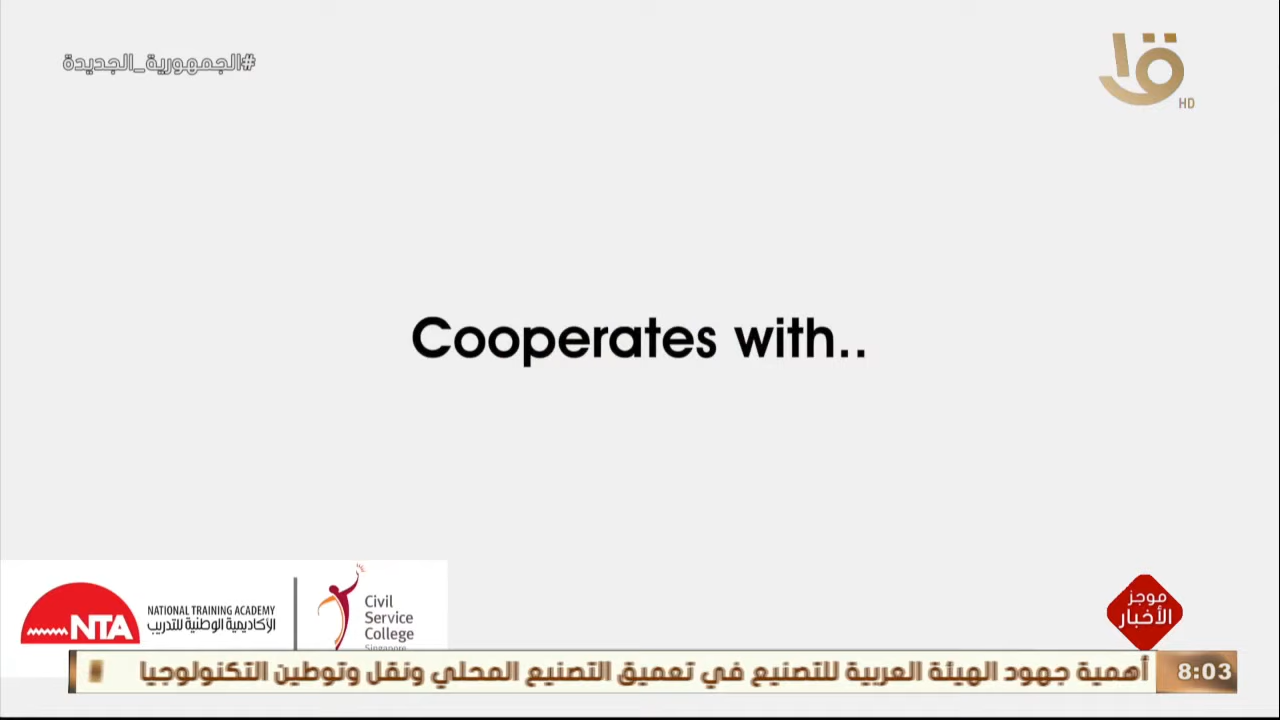 #الجمهورية_الجديدة
HD
Cooperates with..
NTA
NATIONAL TRAINING ACADEMY
الأكاديمية الوطنية للتدريب
Civil
Service
College
Singapore
موجز
الأخبار
8:03
أهمية جهود الهيئة العربية للتصنيع في تعميق التصنيع المحلي ونقل وتوطين التكنولوجيا